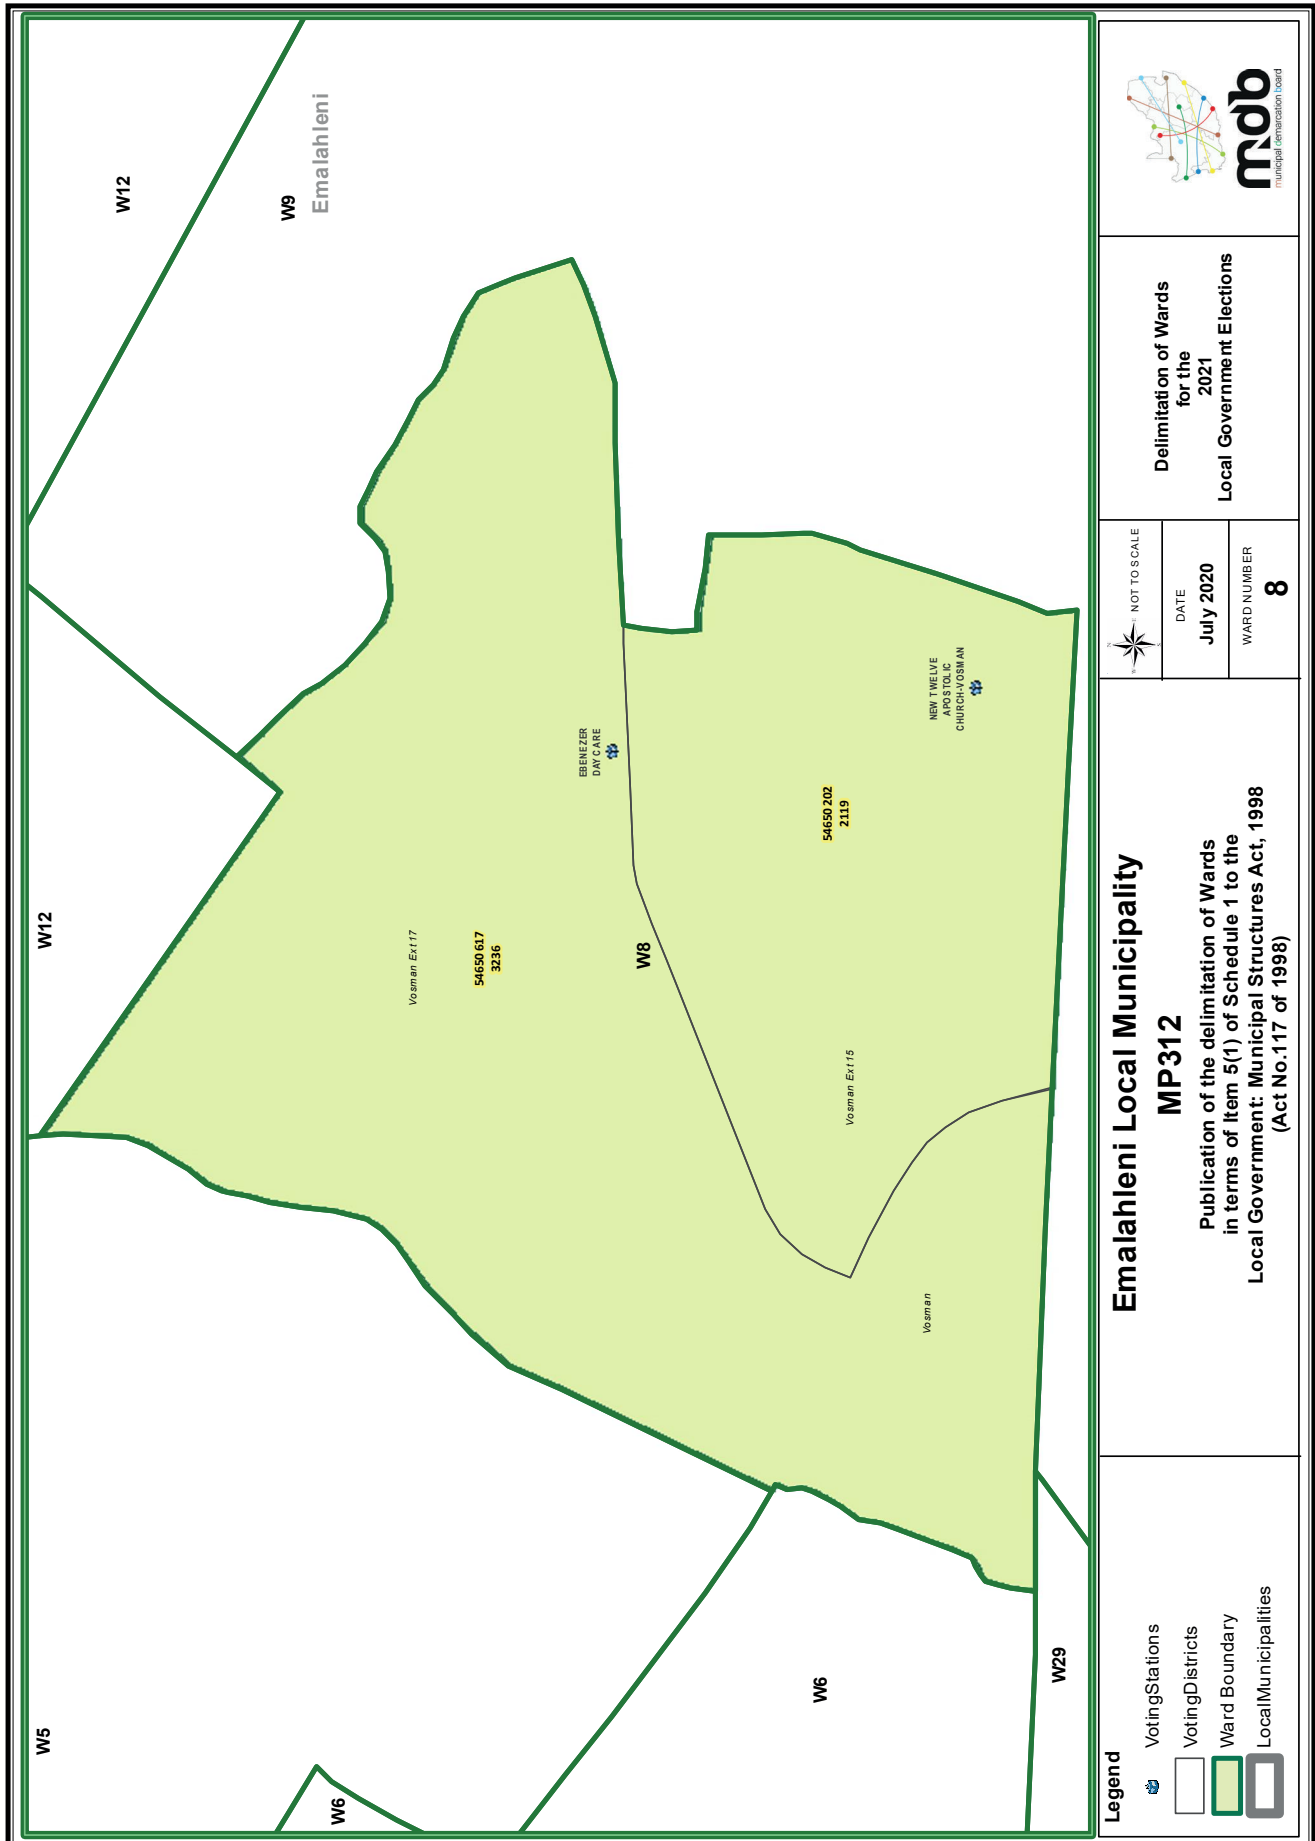 W5
W12
W12
W9
Emalahleni
W6
W6
W29
W8
Vosman Ext 17
54650617
3236
EBENEZER
DAY CARE
54650202
2119
NEW TWELVE
APOSTOLIC
CHURCH-VOSMAN
Vosman Ext 15
Vosman
Legend
VotingStations
VotingDistricts
Ward Boundary
LocalMunicipalities
Emalahleni Local Municipality
MP312
Publication of the delimitation of Wards
in terms of Item 5(1) of Schedule 1 to the
Local Government: Municipal Structures Act, 1998
(Act No.117 of 1998)
N
W
E
S
NOT TO SCALE
DATE
July 2020
WARD NUMBER
8
Delimitation of Wards
for the
2021
Local Government Elections
mdb
municipal demarcation board